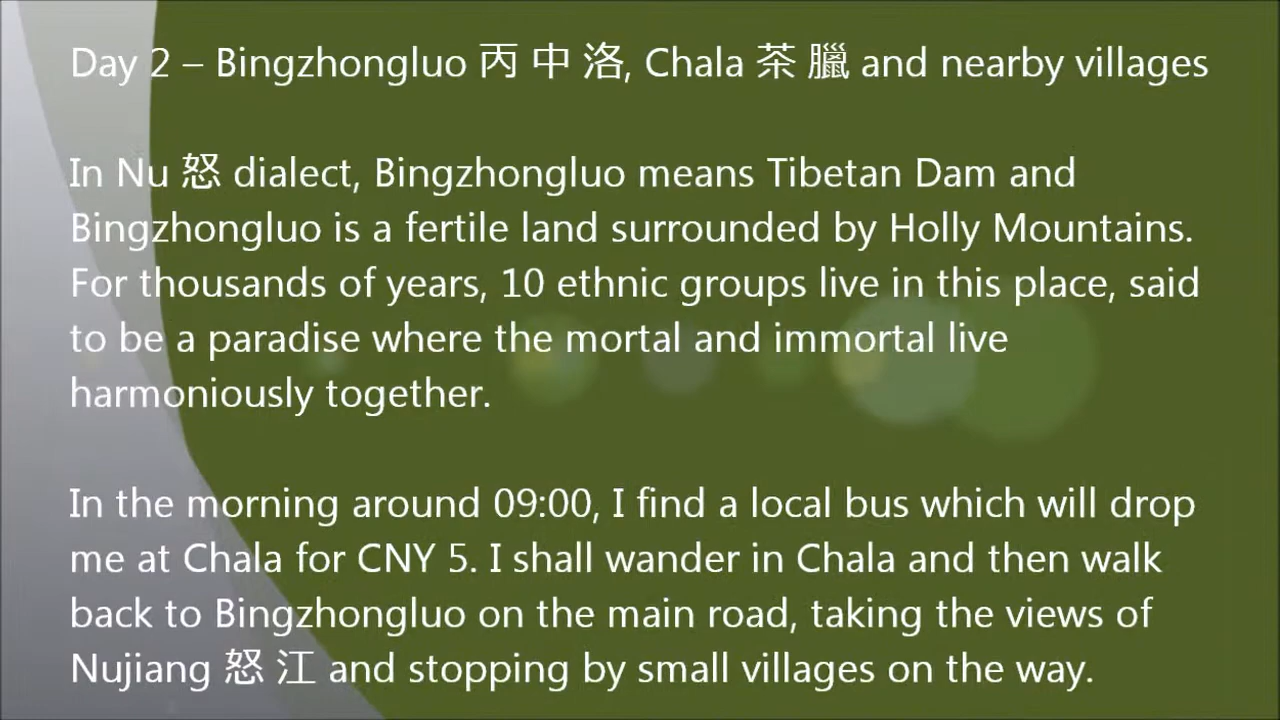 Day 2 – Bingzhongluo 丙 中 洛, Chala 茶 臘 and nearby villages
In Nu 怒 dialect, Bingzhongluo means Tibetan Dam and
Bingzhongluo is a fertile land surrounded by Holly Mountains.
For thousands of years, 10 ethnic groups live in this place, said
to be a paradise where the mortal and immortal live
harmoniously together.
In the morning around 09:00, I find a local bus which will drop
me at Chala for CNY 5. I shall wander in Chala and then walk
back to Bingzhongluo on the main road, taking the views of
Nujiang 怒 江 and stopping by small villages on the way.